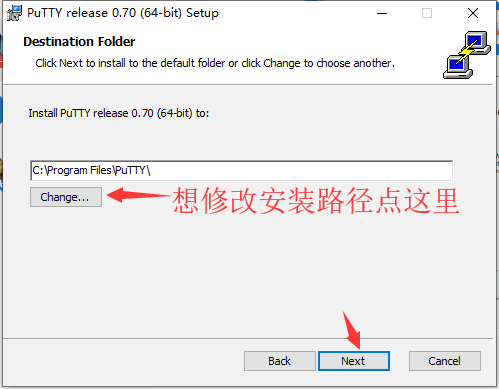 PuTTY release 0.70 (64-bit) Setup
Destination Folder
Click Next to install to the default folder or click Change to choose another.
Install PuTTY release 0.70 (64-bit) to:
C:\Program Files\PuTTY\
Change...
想修改安装路径点这里
Back
Next
Cancel